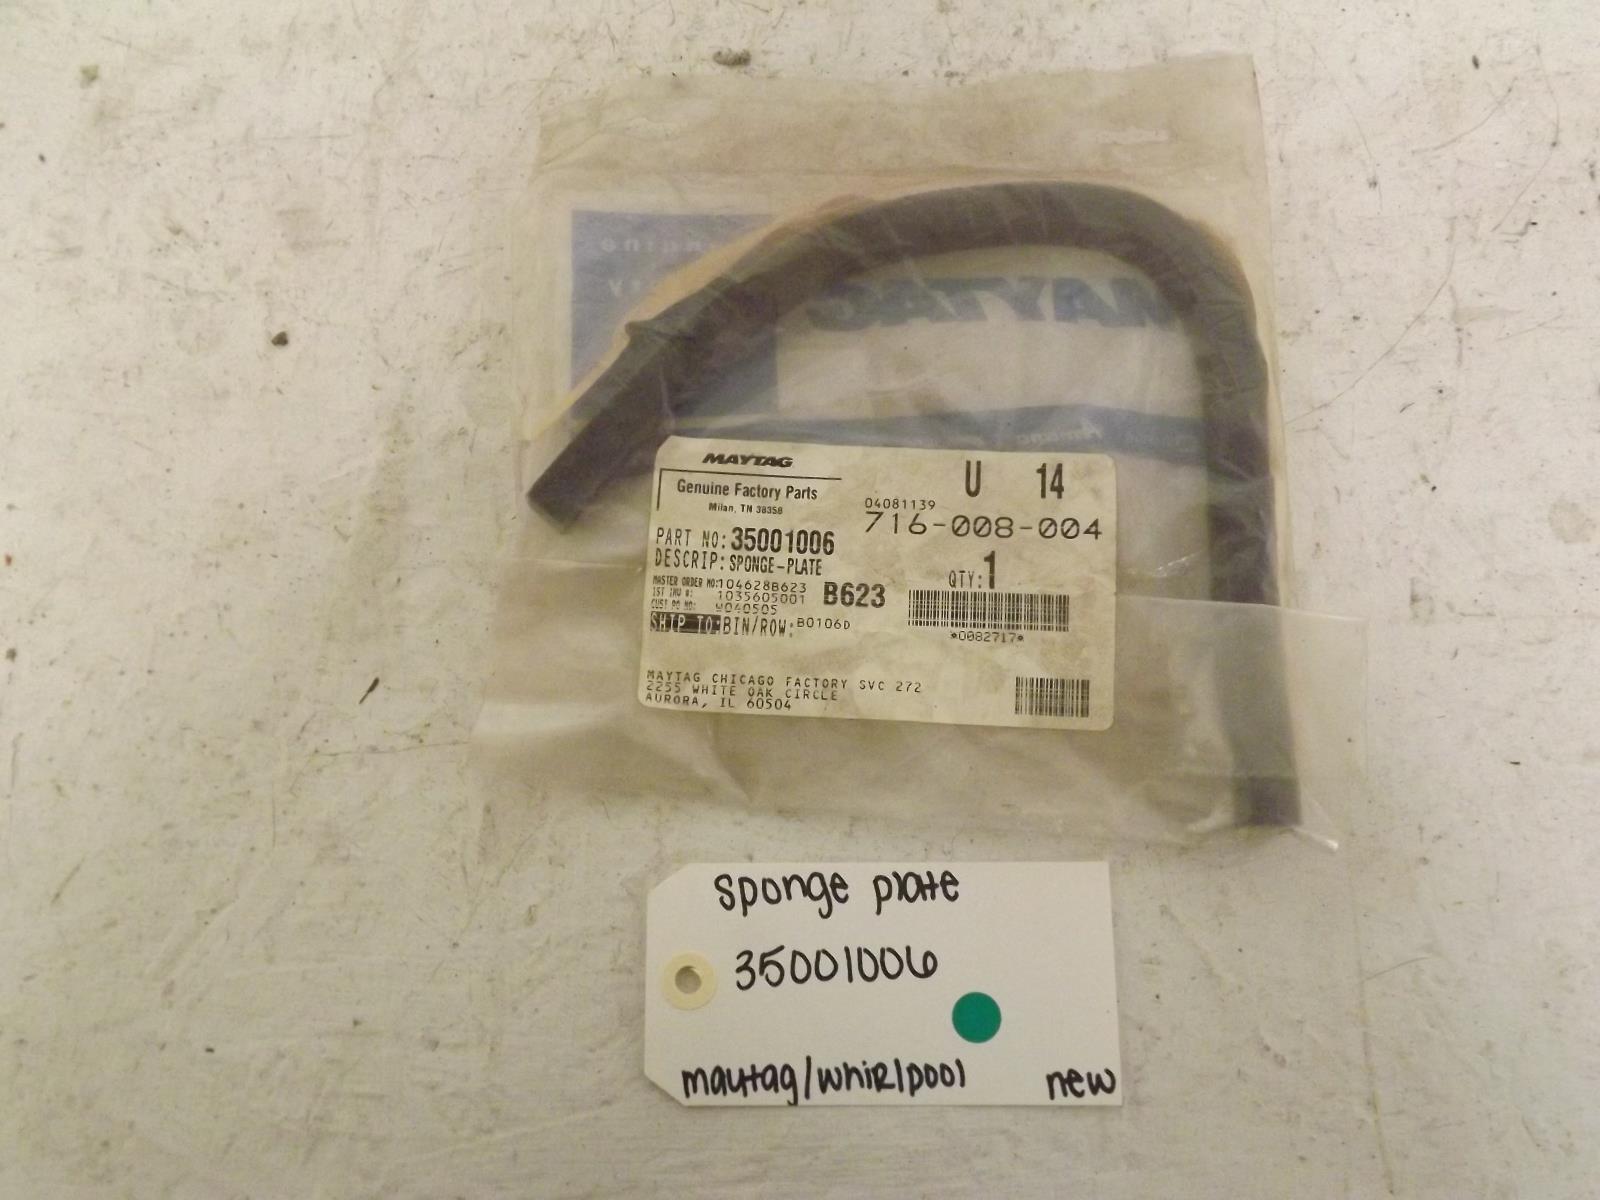 MAYTAG
Amana
MAYTAG
Genuine Factory Parts
Milan, TN 38358
U 14
04081139
716-008-004
PART NO: 35001006
DESCRIP: SPONGE-PLATE
QTY: 1
MASTER ORDER NO: 104628B623
1ST INV #: 1035605001
B623
CUST PO NO: W040505
SHIP TO: BIN/ROW: B0106D
*0082717*
MAYTAG CHICAGO FACTORY SVC 272
2255 WHITE OAK CIRCLE
AURORA, IL 60504
sponge plate
35001006
maytag/whirlpool new